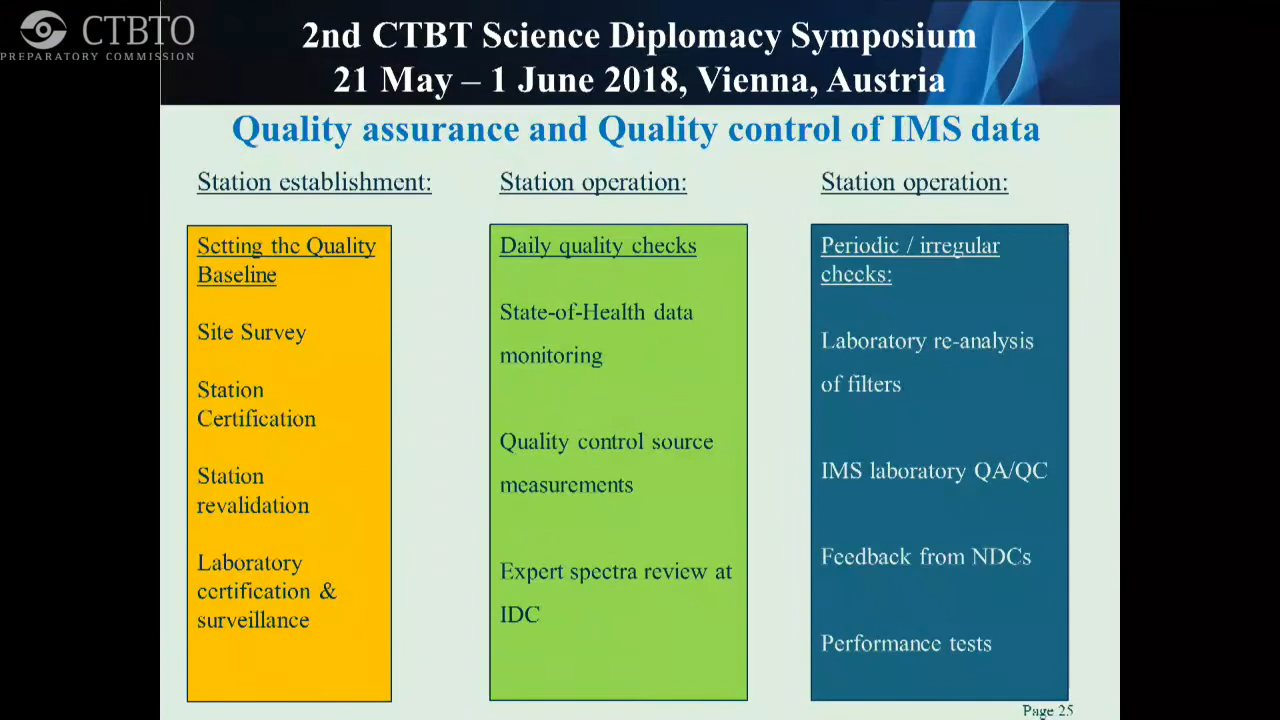 CTBTO
PREPARATORY COMMISSION
2nd CTBT Science Diplomacy Symposium
21 May – 1 June 2018, Vienna, Austria
Quality assurance and Quality control of IMS data
Station establishment:
Setting the Quality
Baseline
Site Survey
Station
Certification
Station
revalidation
Laboratory
certification &
surveillance
Station operation:
Daily quality checks
State-of-Health data
monitoring
Quality control source
measurements
Expert spectra review at
IDC
Station operation:
Periodic / irregular
checks:
Laboratory re-analysis
of filters
IMS laboratory QA/QC
Feedback from NDCs
Performance tests
Page 25